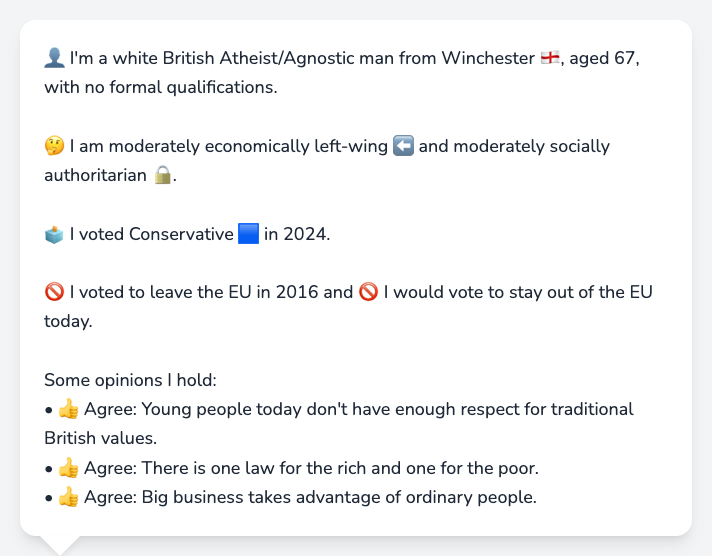 👤 I'm a white British Atheist/Agnostic man from Winchester 🏴󠁧󠁢󠁥󠁮󠁧󠁿, aged 67,
with no formal qualifications.
🤔 I am moderately economically left-wing ⬅️ and moderately socially
authoritarian 🔒.
🗳️ I voted Conservative 🟦 in 2024.
🚫 I voted to leave the EU in 2016 and 🚫 I would vote to stay out of the EU
today.
Some opinions I hold:
• 👍 Agree: Young people today don't have enough respect for traditional
British values.
• 👍 Agree: There is one law for the rich and one for the poor.
• 👍 Agree: Big business takes advantage of ordinary people.